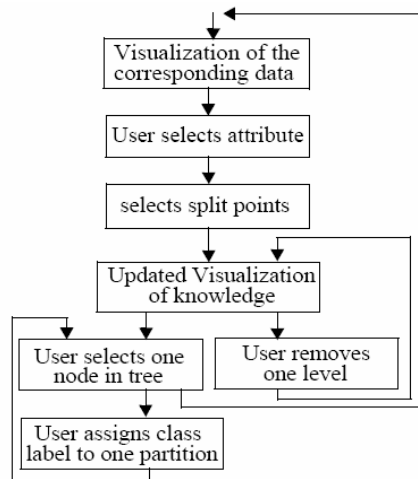 Visualization of the
corresponding data
User selects attribute
selects split points
Updated Visualization
of knowledge
User selects one
node in tree
User removes
one level
User assigns class
label to one partition